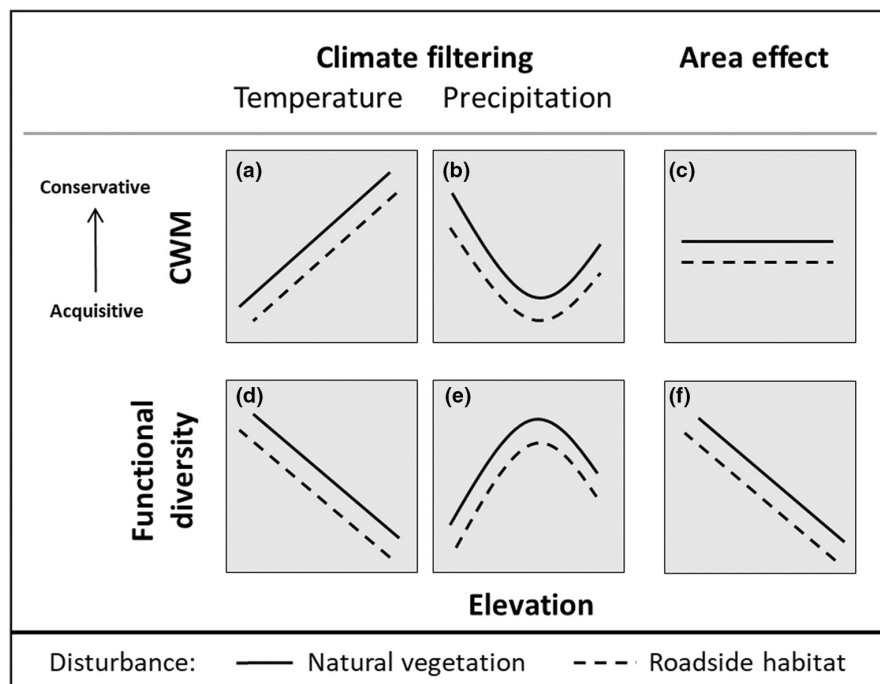 Climate filtering
Area effect
Temperature
Precipitation
Conservative
Acquisitive
CWM
(a)
(b)
(c)
Functional
diversity
(d)
(e)
(f)
Elevation
Disturbance: Natural vegetation Roadside habitat